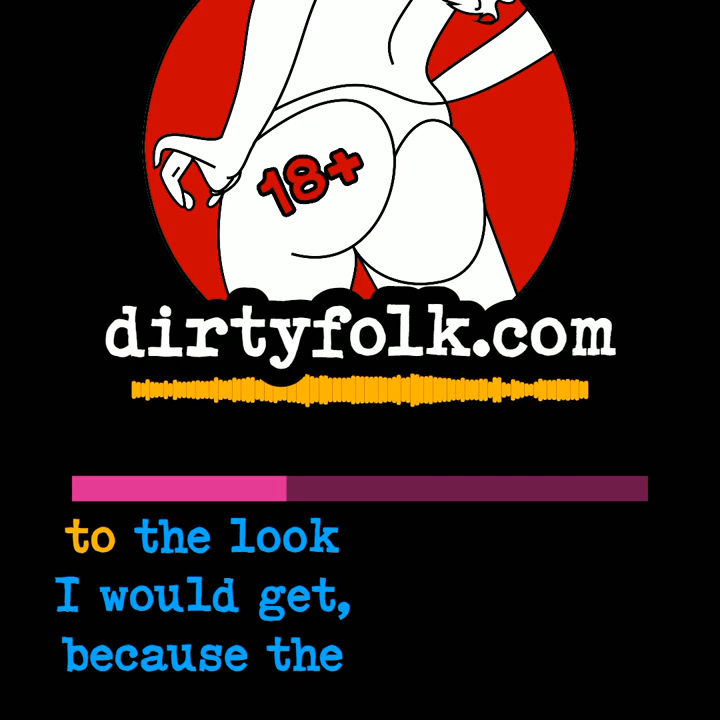 18+
dirtyfolk.com
to the look
I would get,
because the